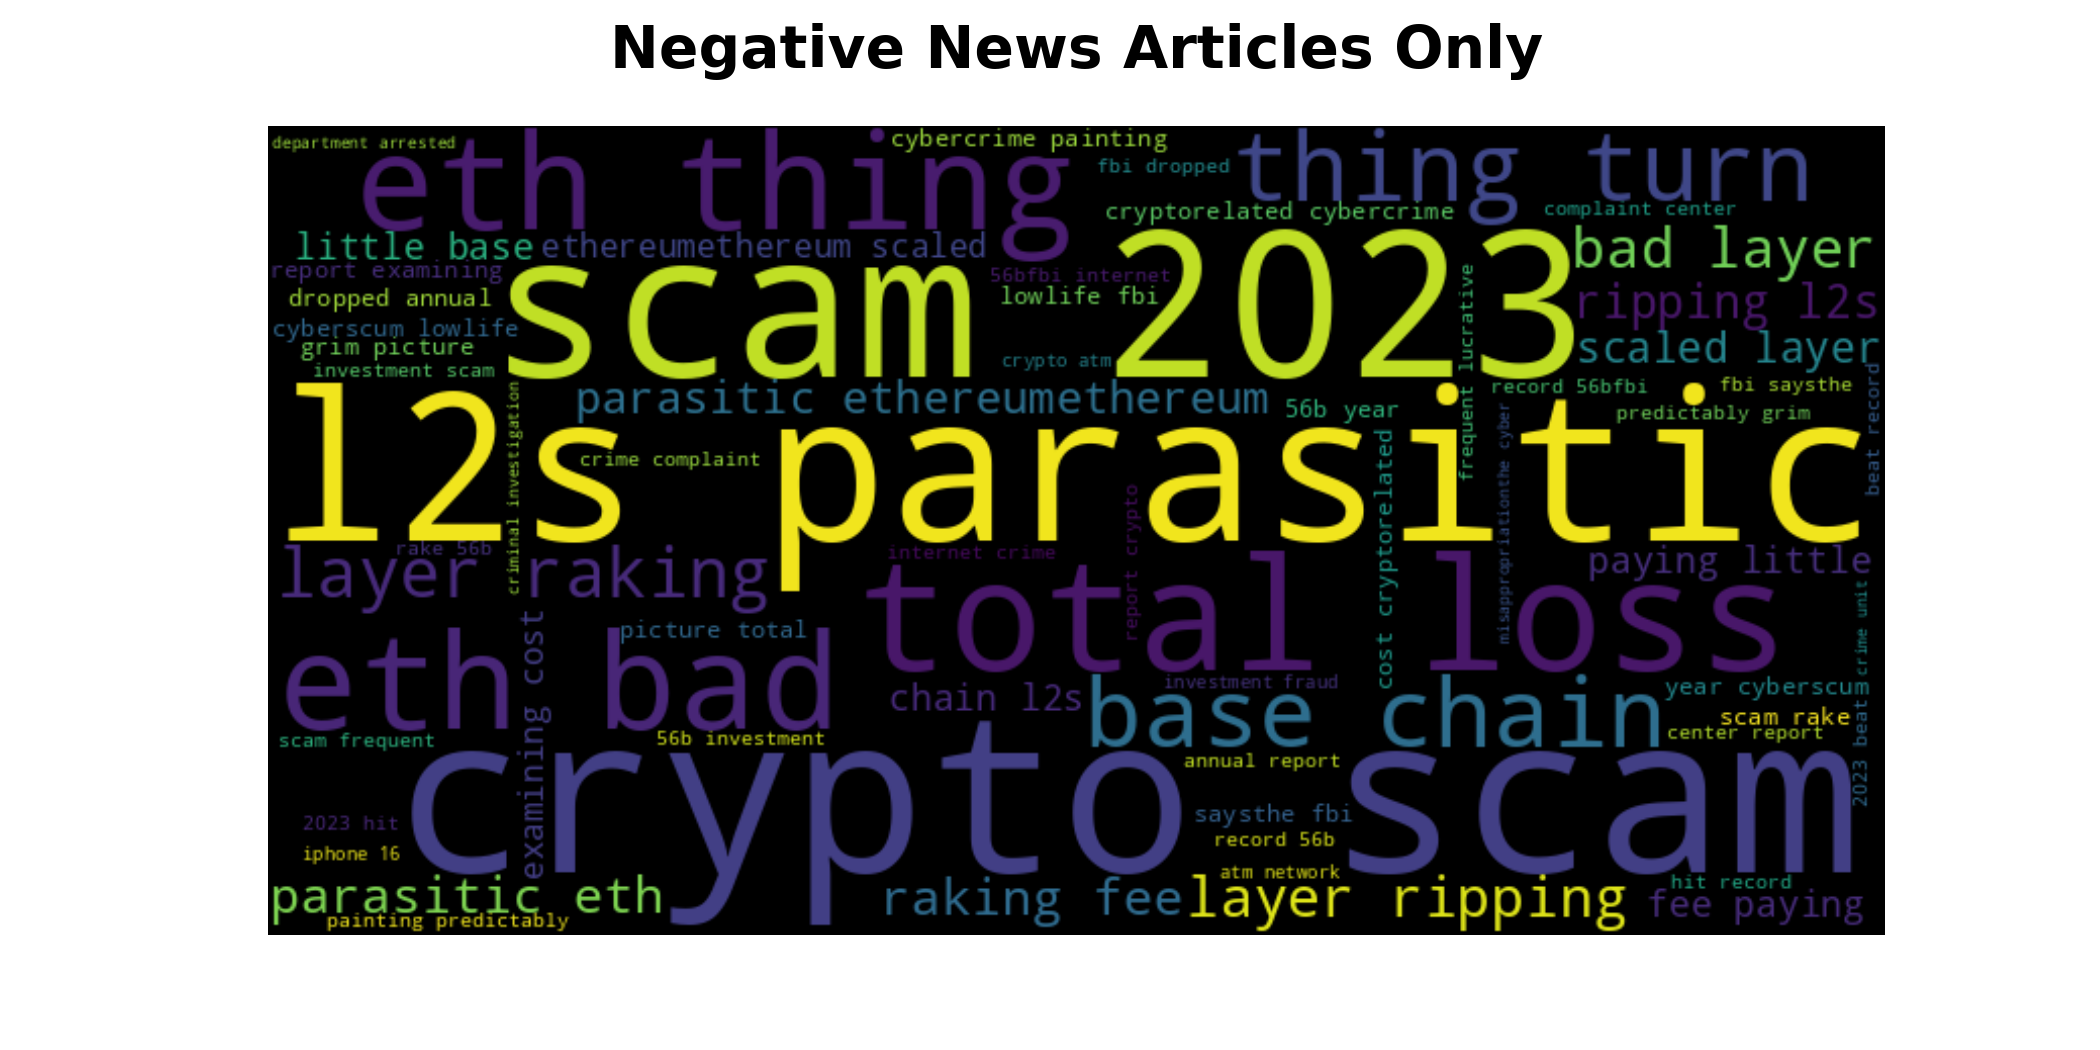 Negative News Articles Only
department arrested
cybercrime painting
eth thing
thing turn
fbi dropped
cryptorelated cybercrime
complaint center
little base
ethereumethereum scaled
bad layer
report examining
56bfbi internet
scam 2023
dropped annual
lowlife fbi
ripping l2s
cyberscum lowlife
grim picture
scaled layer
crypto atm
investment scam
frequent lucrative
record 56bfbi
fbi saysthe
parasitic ethereumethereum
56b year
predictably grim
beat record
l2s parasitic
crime complaint
criminal investigation
misappropriationthe cyber
cost cryptorelated
report crypto
rake 56b
internet crime
layer raking
paying little
total loss
crime unit
picture total
eth bad
examining cost
chain l2s
investment fraud
base chain
year cyberscum
scam rake
center report
scam frequent
56b investment
annual report
2023 beat
crypto scam
2023 hit
saysthe fbi
record 56b
iphone 16
atm network
hit record
parasitic eth
raking fee
layer ripping
fee paying
painting predictably